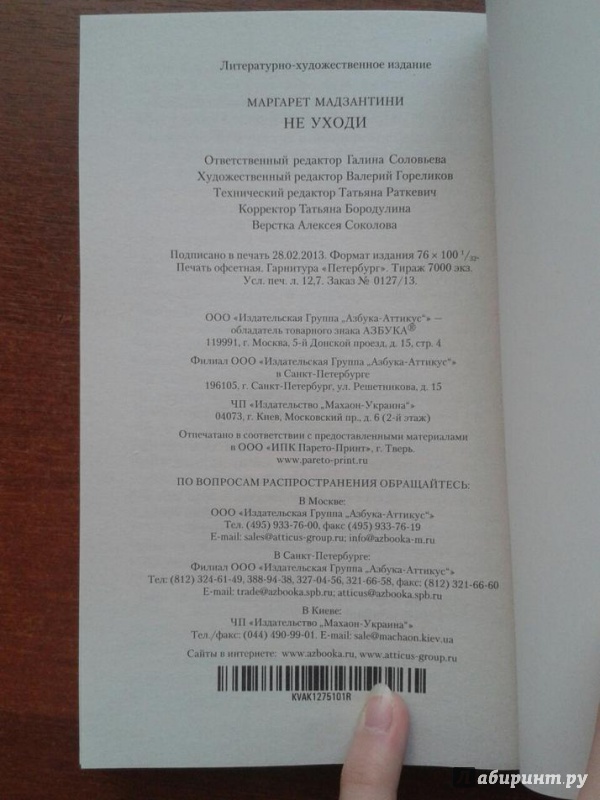 Литературно-художественное издание
МАРГАРЕТ МАДЗАНТИНИ
НЕ УХОДИ
Ответственный редактор Галина Соловьева
Художественный редактор Валерий Гореликов
Технический редактор Татьяна Раткевич
Корректор Татьяна Бородулина
Верстка Алексея Соколова
Подписано в печать 28.02.2013. Формат издания 76 × 100 1/32.
Печать офсетная. Гарнитура «Петербург». Тираж 7000 экз.
Усл. печ. л. 12,7. Заказ № 0127/13.
ООО «Издательская Группа „Азбука-Аттикус“» —
обладатель товарного знака АЗБУКА®
119991, г. Москва, 5-й Донской проезд, д. 15, стр. 4
Филиал ООО «Издательская Группа „Азбука-Аттикус“»
в Санкт-Петербурге
196105, г. Санкт-Петербург, ул. Решетникова, д. 15
ЧП «Издательство „Махаон-Украина“»
04073, г. Киев, Московский пр., д. 6 (2-й этаж)
Отпечатано в соответствии с предоставленными материалами
в ООО «ИПК Парето-Принт», г. Тверь.
www.pareto-print.ru
ПО ВОПРОСАМ РАСПРОСТРАНЕНИЯ ОБРАЩАЙТЕСЬ:
В Москве:
ООО «Издательская Группа „Азбука-Аттикус“»
Тел. (495) 933-76-00, факс (495) 933-76-19
E-mail: sales@atticus-group.ru; info@azbooka-m.ru
В Санкт-Петербурге:
Филиал ООО «Издательская Группа „Азбука-Аттикус“»
Тел: (812) 324-61-49, 388-94-38, 327-04-56, 321-66-58, факс: (812) 321-66-60
E-mail: trade@azbooka.spb.ru; atticus@azbooka.spb.ru
В Киеве:
ЧП «Издательство „Махаон-Украина“»
Тел./факс: (044) 490-99-01. E-mail: sale@machaon.kiev.ua
Сайты в интернете: www.azbooka.ru, www.atticus-group.ru
KVAK1275101R
Лабиринт.ру